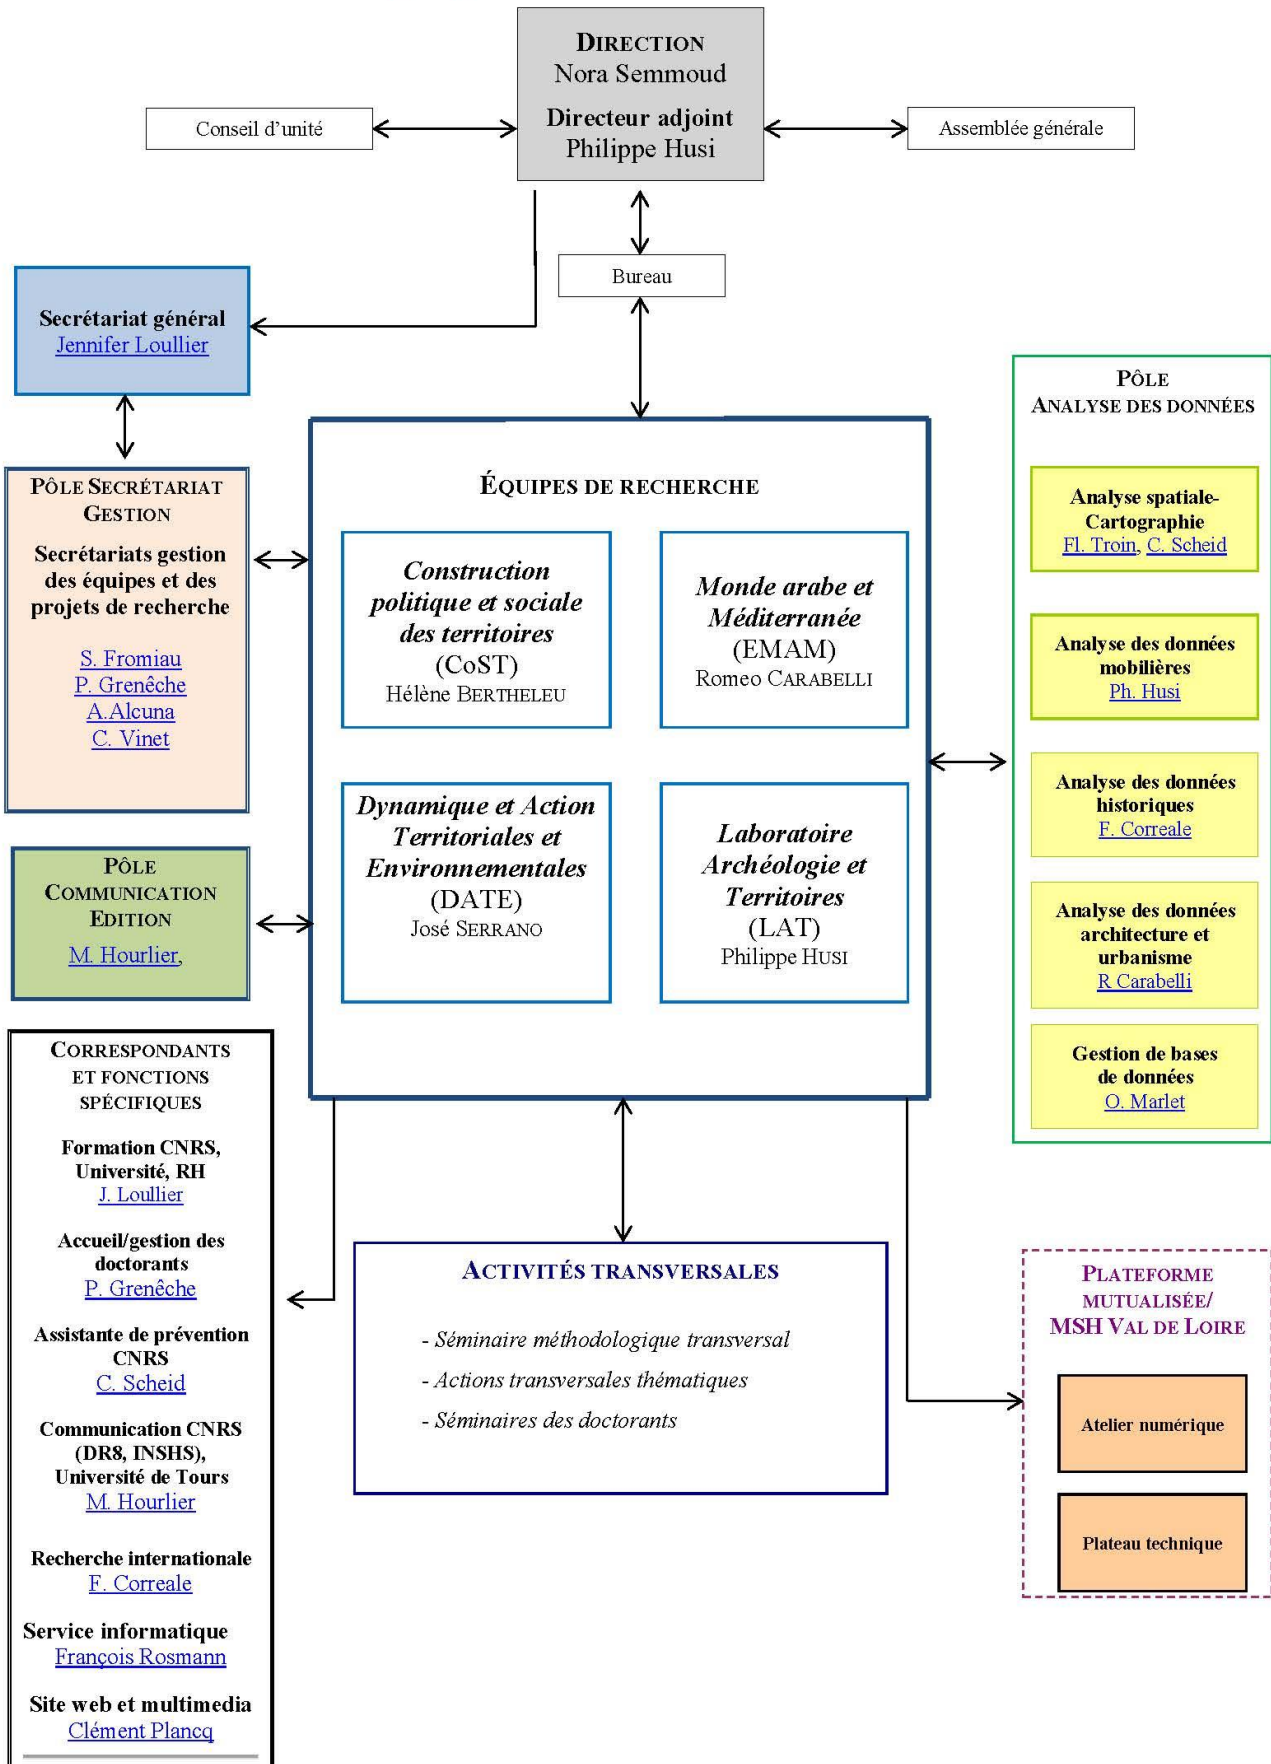 DIRECTION
Nora Semmoud
Directeur adjoint
Philippe Husi
Conseil d'unité
Assemblée générale
Bureau
Secrétariat général
Jennifer Loullier
PÔLE SECRÉTARIAT
GESTION
Secrétariats gestion
des équipes et des
projets de recherche
S. Fromiau
P. Grenêche
A.Alcuna
C. Vinet
PÔLE
COMMUNICATION
EDITION
M. Hourlier,
CORRESPONDANTS
ET FONCTIONS
SPÉCIFIQUES
Formation CNRS,
Université, RH
J. Loullier
Accueil/gestion des
doctorants
P. Grenêche
Assistante de prévention
CNRS
C. Scheid
Communication CNRS
(DR8, INSHS),
Université de Tours
M. Hourlier
Recherche internationale
F. Correale
Service informatique
François Rosmann
Site web et multimedia
Clément Plancq
ÉQUIPES DE RECHERCHE
Construction
politique et sociale
des territoires
(CoST)
Hélène BERTHELEU
Monde arabe et
Méditerranée
(EMAM)
Romeo CARABELLI
Dynamique et Action
Territoriales et
Environnementales
(DATE)
José SERRANO
Laboratoire
Archéologie et
Territoires
(LAT)
Philippe HUSI
ACTIVITÉS TRANSVERSALES
- Séminaire méthodologique transversal
- Actions transversales thématiques
- Séminaires des doctorants
PÔLE
ANALYSE DES DONNÉES
Analyse spatiale-
Cartographie
Fl. Troin, C. Scheid
Analyse des données
mobilières
Ph. Husi
Analyse des données
historiques
F. Correale
Analyse des données
architecture et
urbanisme
R Carabelli
Gestion de bases
de données
O. Marlet
PLATEFORME
MUTUALISÉE/
MSH VAL DE LOIRE
Atelier numérique
Plateau technique